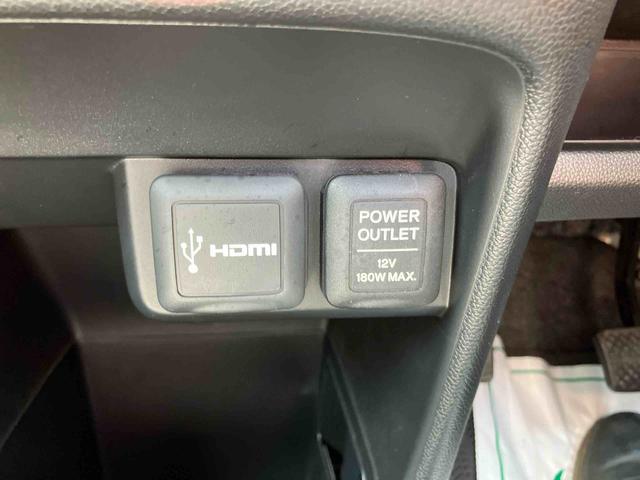 HDMI
POWER
OUTLET
12V
180W MAX.